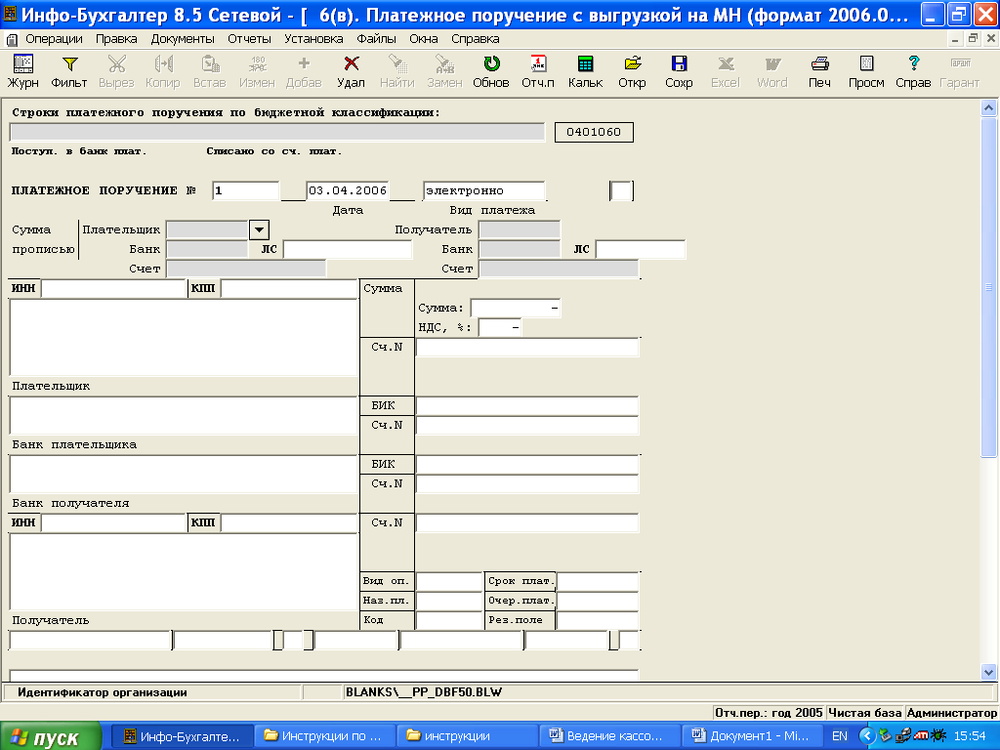 Инфо-Бухгалтер 8.5 Сетевой - [ 6(в). Платежное поручение с выгрузкой на МН (формат 2006.0...
Операции Правка Документы Отчеты Установка Файлы Окна Справка
Журн Фильт Вырез Копир Встав Измен Добав Удал Найти Замен Обнов Отч.п Кальк Откр Сохр Excel Word Печ Просм Справ Гарант
Строки платежного поручения по бюджетной классификации:
0401060
Поступ. в банк плат. Списано со сч. плат.
ПЛАТЕЖНОЕ ПОРУЧЕНИЕ № 1 03.04.2006 электронно
Дата Вид платежа
Сумма Плательщик Получатель
прописью Банк ЛС Банк ЛС
Счет Счет
ИНН КПП Сумма
Сумма: -
НДС, %: -
Сч.N
Плательщик
БИК
Сч.N
Банк плательщика
БИК
Сч.N
Банк получателя
ИНН КПП Сч.N
Вид оп. Срок плат.
Наз.пл. Очер.плат.
Получатель Код Рез.поле
Идентификатор организации BLANKS\__PP_DBF50.BLW
Отч.пер.: год 2005 Чистая база Администратор
пуск Инфо-Бухгалте... Инструкции по ... инструкции Ведение кассо... Документ1 - Mi... EN 15:54